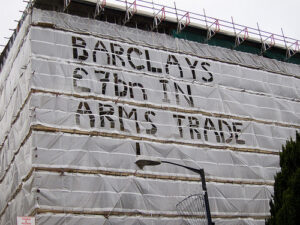 BARCLAYS
£7bn IN
ARMS TRADE
!